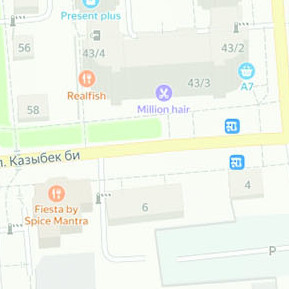 Present plus
56
43/4
43/2
Realfish
43/3
A7
Million hair
58
л. Казыбек би
Fiesta by
Spice Mantra
6
4
P